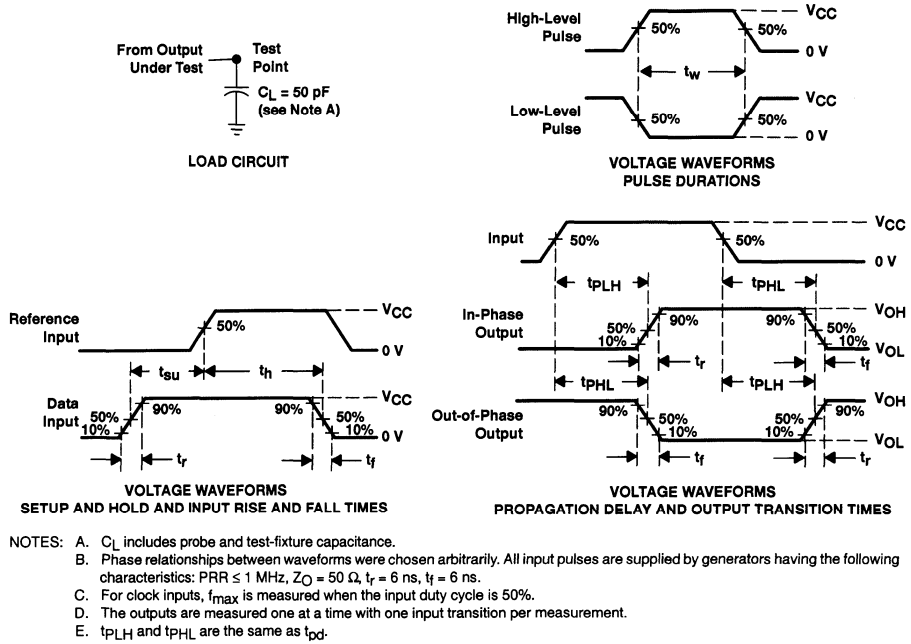 From Output
Under Test
Test
Point
CL = 50 pF
(see Note A)
LOAD CIRCUIT
High-Level
Pulse
50%
50%
VCC
0 V
tw
Low-Level
Pulse
50%
50%
VCC
0 V
VOLTAGE WAVEFORMS
PULSE DURATIONS
Reference
Input
50%
VCC
0 V
tsu
th
Data
Input
50%
10%
90%
90%
50%
10%
VCC
0 V
tr
tf
VOLTAGE WAVEFORMS
SETUP AND HOLD AND INPUT RISE AND FALL TIMES
Input
50%
50%
VCC
0 V
tPLH
tPHL
In-Phase
Output
50%
10%
90%
90%
50%
10%
VOH
VOL
tr
tf
tPHL
tPLH
Out-of-Phase
Output
90%
50%
10%
50%
10%
90%
VOH
VOL
tf
tr
VOLTAGE WAVEFORMS
PROPAGATION DELAY AND OUTPUT TRANSITION TIMES
NOTES: A. CL includes probe and test-fixture capacitance.
B. Phase relationships between waveforms were chosen arbitrarily. All input pulses are supplied by generators having the following
characteristics: PRR ≤ 1 MHz, ZO = 50 Ω, tr = 6 ns, tf = 6 ns.
C. For clock inputs, fmax is measured when the input duty cycle is 50%.
D. The outputs are measured one at a time with one input transition per measurement.
E. tPLH and tPHL are the same as tpd.